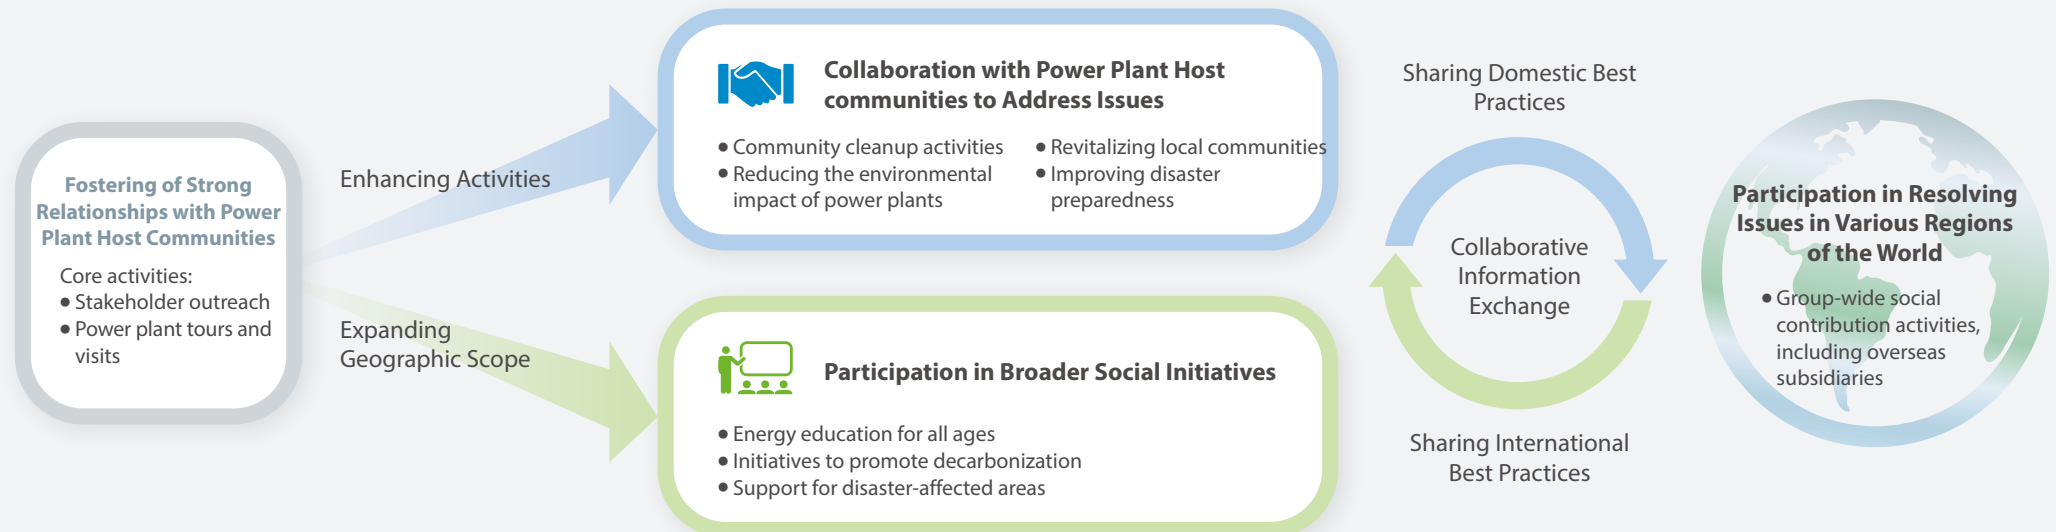 Fostering of Strong
Relationships with Power
Plant Host Communities
Core activities:
• Stakeholder outreach
• Power plant tours and
visits
Enhancing Activities
Expanding
Geographic Scope
Collaboration with Power Plant Host
communities to Address Issues
• Community cleanup activities
• Reducing the environmental
impact of power plants
• Revitalizing local communities
• Improving disaster
preparedness
Participation in Broader Social Initiatives
• Energy education for all ages
• Initiatives to promote decarbonization
• Support for disaster-affected areas
Sharing Domestic Best
Practices
Collaborative
Information
Exchange
Sharing International
Best Practices
Participation in Resolving
Issues in Various Regions
of the World
• Group-wide social
contribution activities,
including overseas
subsidiaries